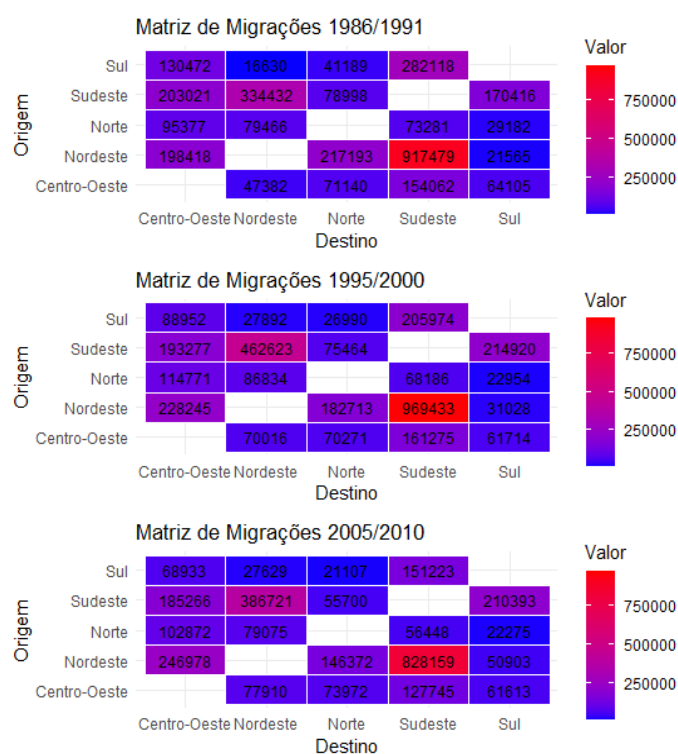 Matriz de Migrações 1986/1991
Origem
Sul 130472 16630 41189 282118
Sudeste 203021 334432 78998 170416
Norte 95377 79466 73281 29182
Nordeste 198418 217193 917479 21565
Centro-Oeste 47382 71140 154062 64105
Centro-Oeste Nordeste Norte Sudeste Sul
Destino
Valor
750000
500000
250000
Matriz de Migrações 1995/2000
Origem
Sul 88952 27892 26990 205974
Sudeste 193277 462623 75464 214920
Norte 114771 86834 68186 22954
Nordeste 228245 182713 969433 31028
Centro-Oeste 70016 70271 161275 61714
Centro-Oeste Nordeste Norte Sudeste Sul
Destino
Valor
750000
500000
250000
Matriz de Migrações 2005/2010
Origem
Sul 68933 27629 21107 151223
Sudeste 185266 386721 55700 210393
Norte 102872 79075 56448 22275
Nordeste 246978 146372 828159 50903
Centro-Oeste 77910 73972 127745 61613
Centro-Oeste Nordeste Norte Sudeste Sul
Destino
Valor
750000
500000
250000